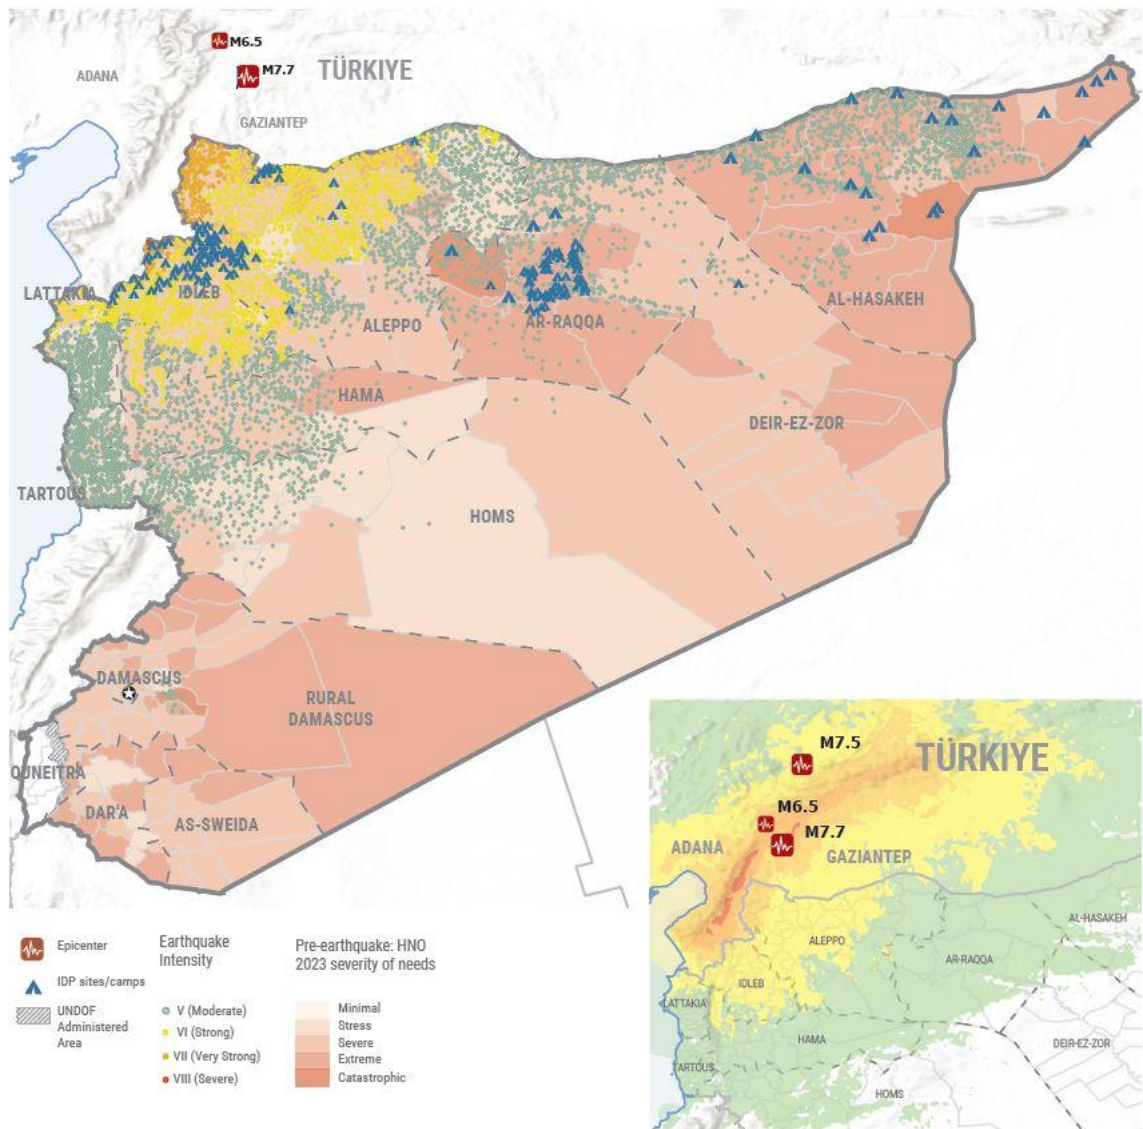 M6.5
M7.7
TÜRKIYE
ADANA
GAZIANTEP
LATTAKIA
IDLEB
ALEPPO
AR-RAQQA
AL-HASAKEH
HAMA
DEIR-EZ-ZOR
TARTOUS
HOMS
DAMASCUS
RURAL
DAMASCUS
QUNEITRA
DAR'A
AS-SWEIDA
M7.5
TÜRKIYE
M6.5
M7.7
ADANA
GAZIANTEP
AL-HASAKEH
ALEPPO
AR-RAQQA
IDLEB
LATTAKIA
HAMA
DEIR-EZ-ZOR
TARTOUS
HOMS
Epicenter
IDP sites/camps
UNDOF
Administered
Area
Earthquake
Intensity
V (Moderate)
VI (Strong)
VII (Very Strong)
VIII (Severe)
Pre-earthquake: HNO
2023 severity of needs
Minimal
Stress
Severe
Extreme
Catastrophic